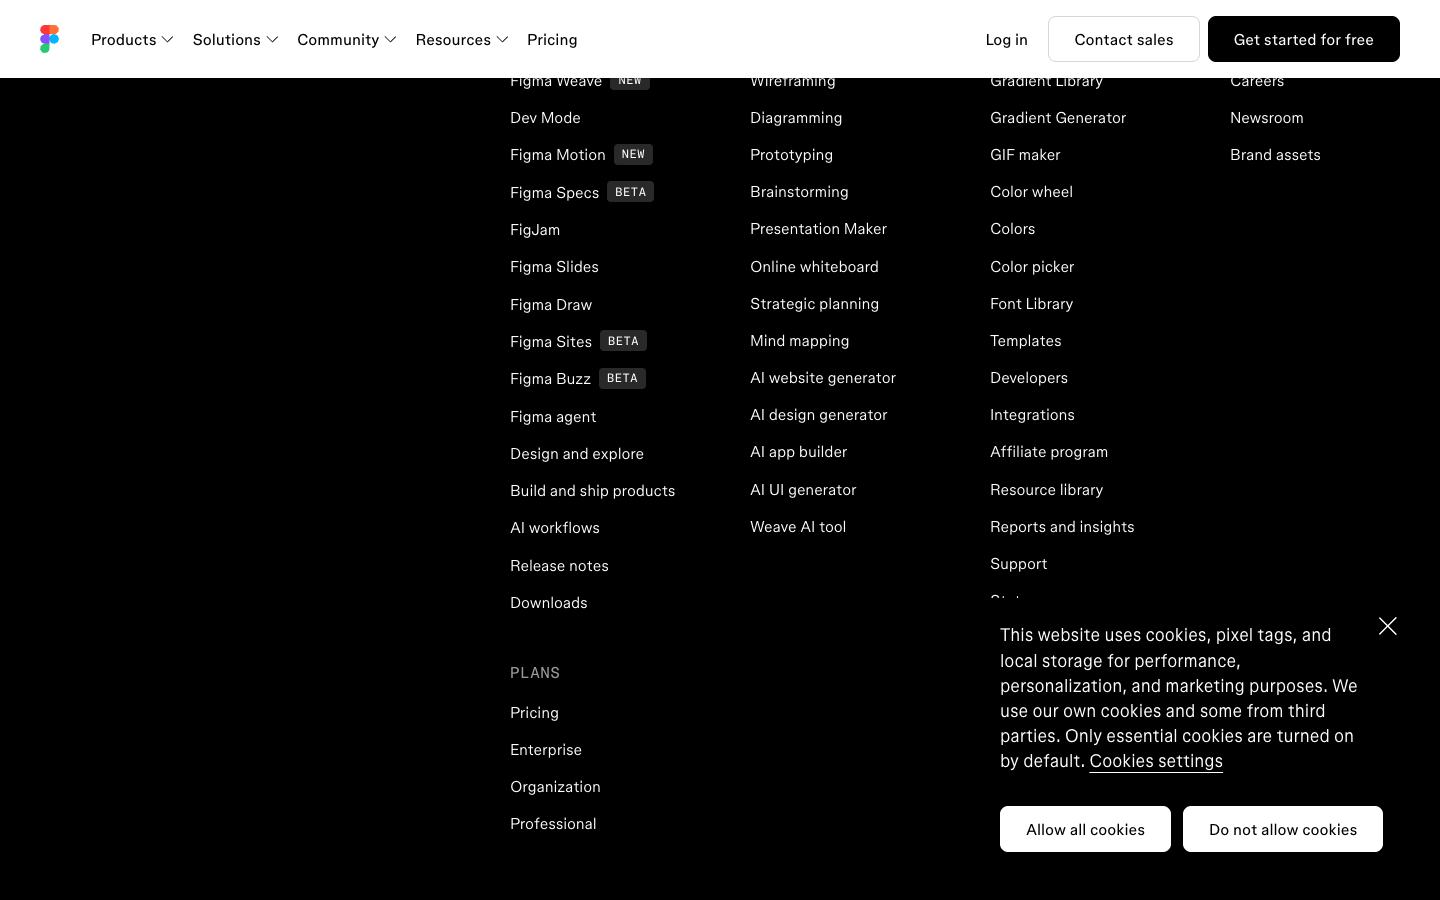 Products
Solutions
Community
Resources
Pricing
Log in
Contact sales
Get started for free
Figma Weave NEW
Dev Mode
Figma Motion NEW
Figma Specs BETA
FigJam
Figma Slides
Figma Draw
Figma Sites BETA
Figma Buzz BETA
Figma agent
Design and explore
Build and ship products
AI workflows
Release notes
Downloads
PLANS
Pricing
Enterprise
Organization
Professional
Wireframing
Diagramming
Prototyping
Brainstorming
Presentation Maker
Online whiteboard
Strategic planning
Mind mapping
AI website generator
AI design generator
AI app builder
AI UI generator
Weave AI tool
Gradient Library
Gradient Generator
GIF maker
Color wheel
Colors
Color picker
Font Library
Templates
Developers
Integrations
Affiliate program
Resource library
Reports and insights
Support
Careers
Newsroom
Brand assets
This website uses cookies, pixel tags, and
local storage for performance,
personalization, and marketing purposes. We
use our own cookies and some from third
parties. Only essential cookies are turned on
by default. Cookies settings
Allow all cookies
Do not allow cookies